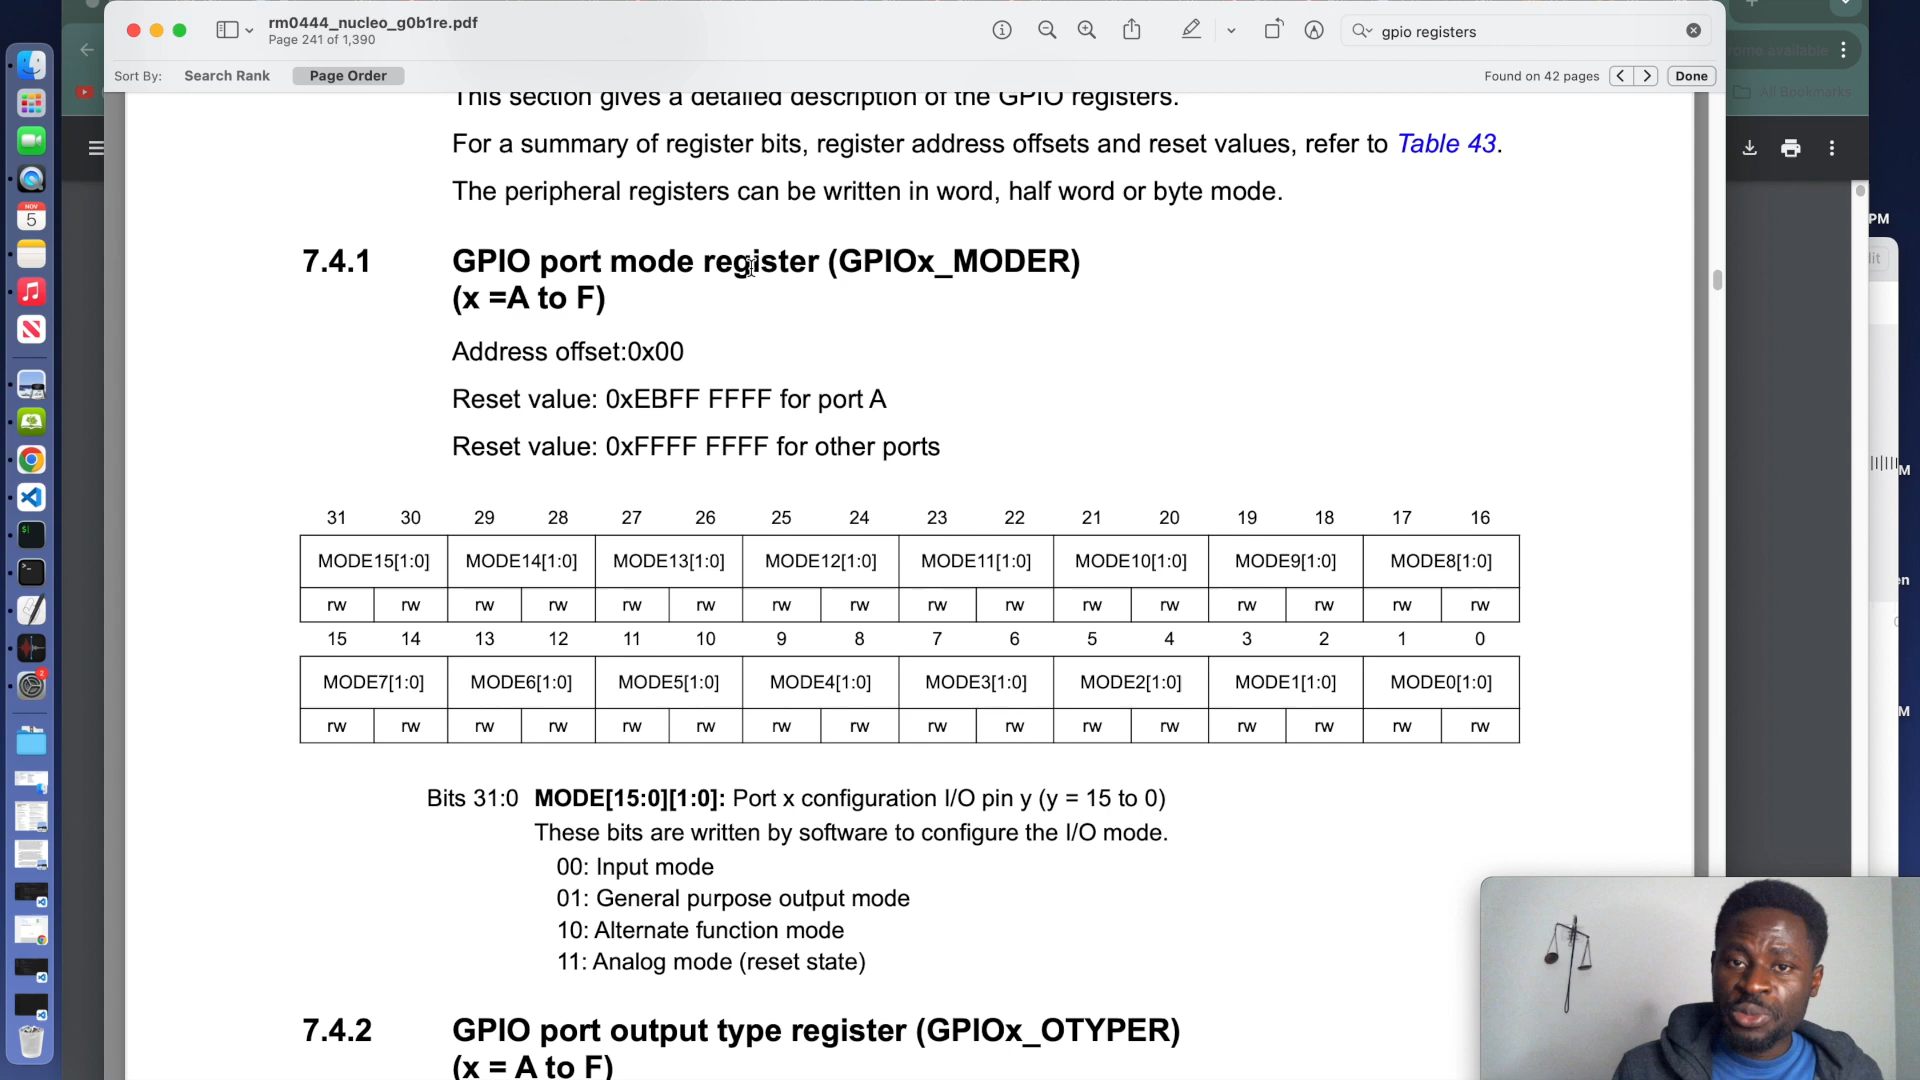 rm0444_nucleo_g0b1re.pdf
Page 241 of 1,390
gpio registers
Sort By: Search Rank Page Order
Found on 42 pages Done
All Bookmarks
This section gives a detailed description of the GPIO registers.
For a summary of register bits, register address offsets and reset values, refer to Table 43.
The peripheral registers can be written in word, half word or byte mode.
7.4.1 GPIO port mode register (GPIOx_MODER)
(x =A to F)
Address offset:0x00
Reset value: 0xEBFF FFFF for port A
Reset value: 0xFFFF FFFF for other ports
31 30 29 28 27 26 25 24 23 22 21 20 19 18 17 16
MODE15[1:0] MODE14[1:0] MODE13[1:0] MODE12[1:0] MODE11[1:0] MODE10[1:0] MODE9[1:0] MODE8[1:0]
rw rw rw rw rw rw rw rw rw rw rw rw rw rw rw rw
15 14 13 12 11 10 9 8 7 6 5 4 3 2 1 0
MODE7[1:0] MODE6[1:0] MODE5[1:0] MODE4[1:0] MODE3[1:0] MODE2[1:0] MODE1[1:0] MODE0[1:0]
rw rw rw rw rw rw rw rw rw rw rw rw rw rw rw rw
Bits 31:0 MODE[15:0][1:0]: Port x configuration I/O pin y (y = 15 to 0)
These bits are written by software to configure the I/O mode.
00: Input mode
01: General purpose output mode
10: Alternate function mode
11: Analog mode (reset state)
7.4.2 GPIO port output type register (GPIOx_OTYPER)
(x = A to F)
NOV
5
2
PM